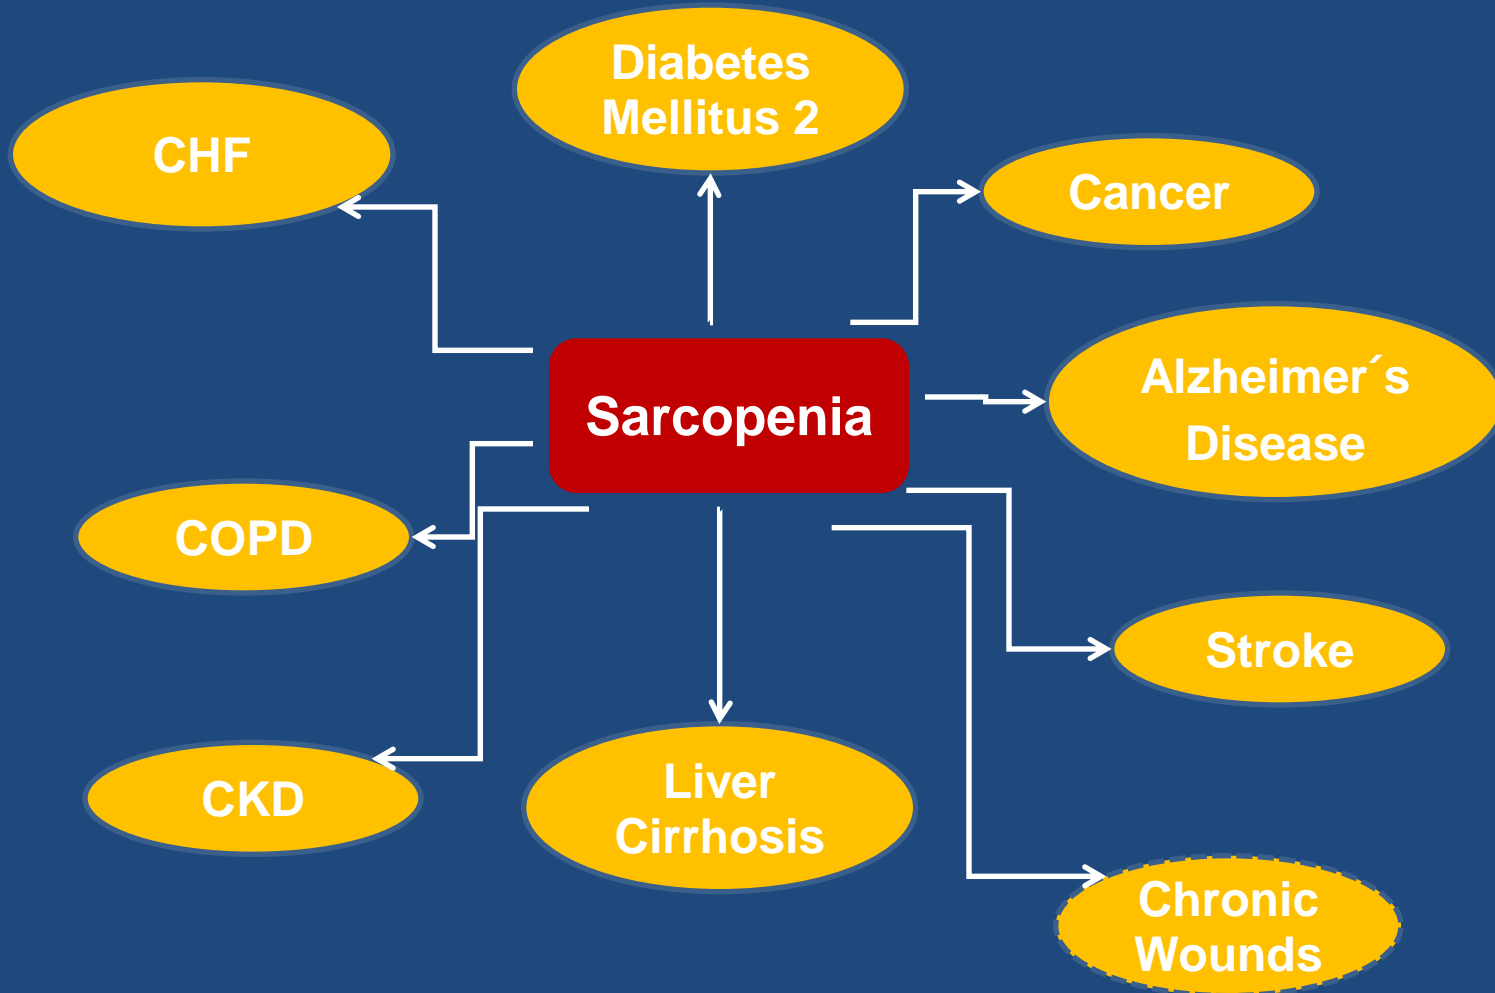 Diabetes
Mellitus 2
CHF
Cancer
Alzheimer´s
Disease
Sarcopenia
COPD
Stroke
CKD
Liver
Cirrhosis
Chronic
Wounds